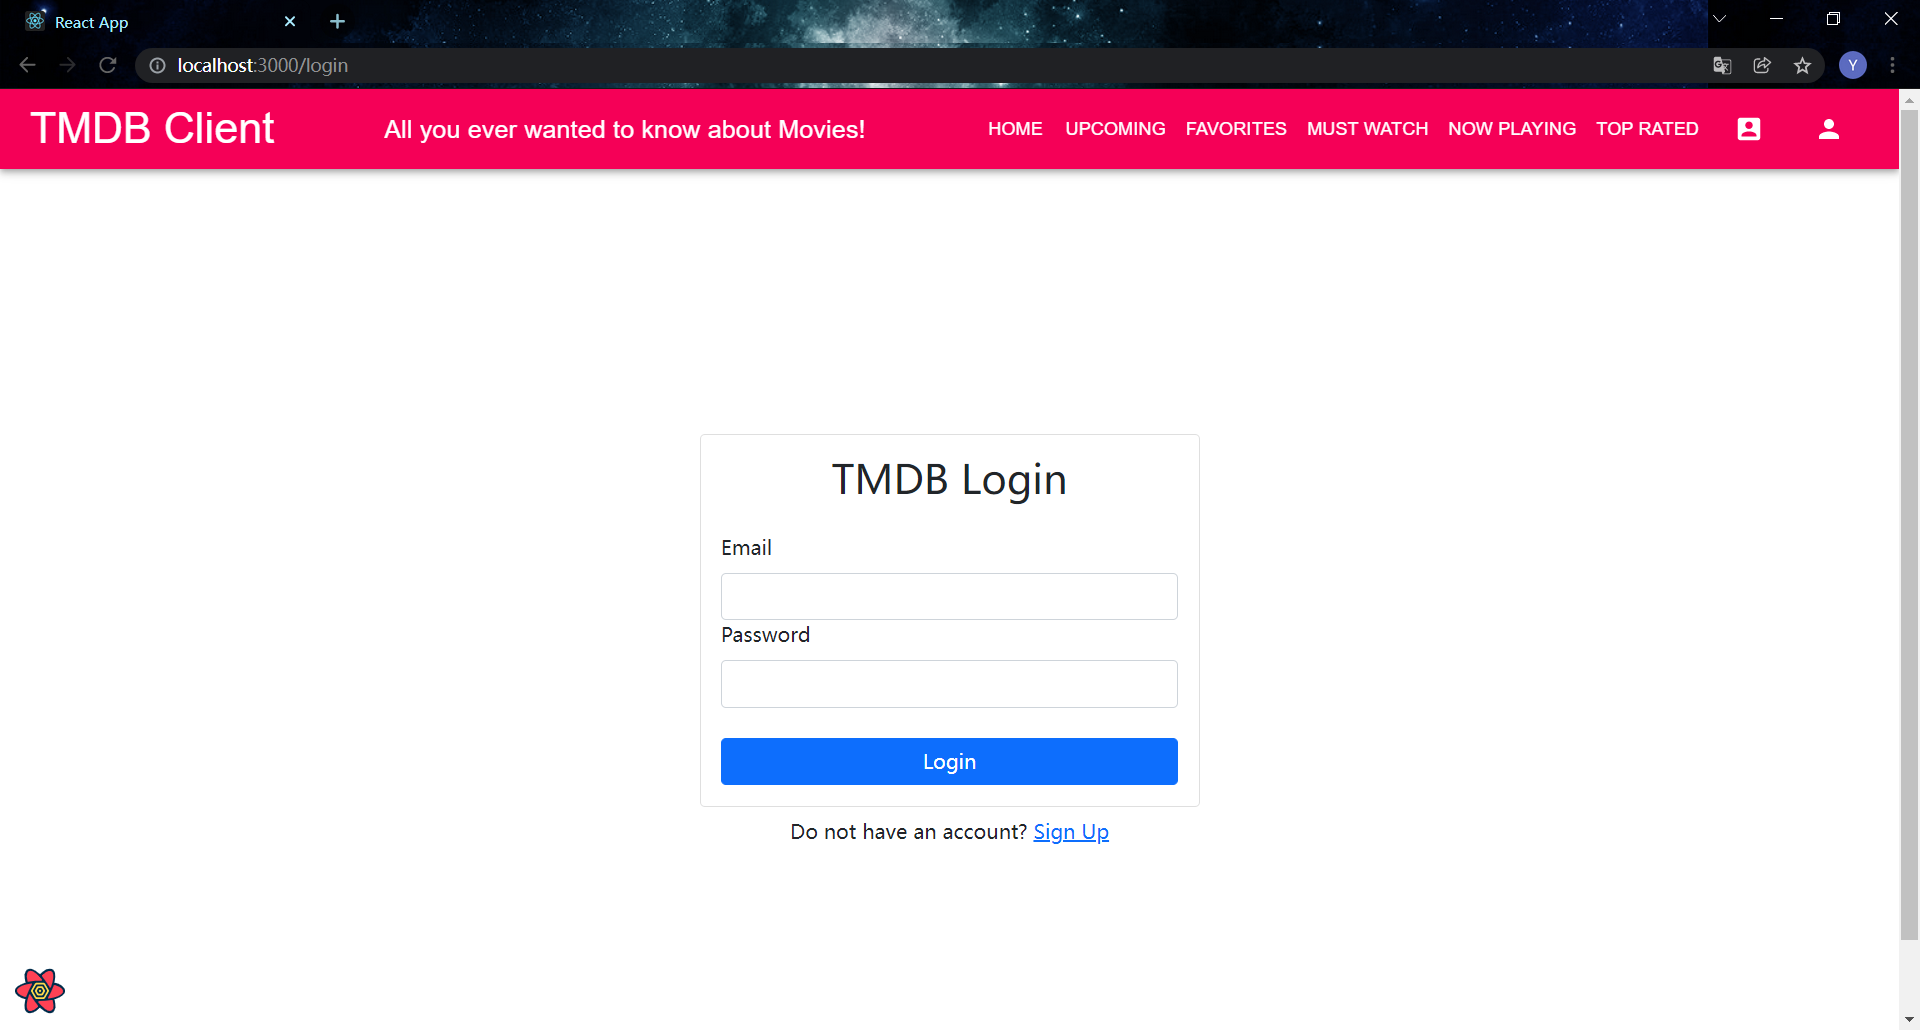 React App
localhost:3000/login
Y
TMDB Client
All you ever wanted to know about Movies!
HOME UPCOMING FAVORITES MUST WATCH NOW PLAYING TOP RATED
TMDB Login
Email
Password
Login
Do not have an account? Sign Up